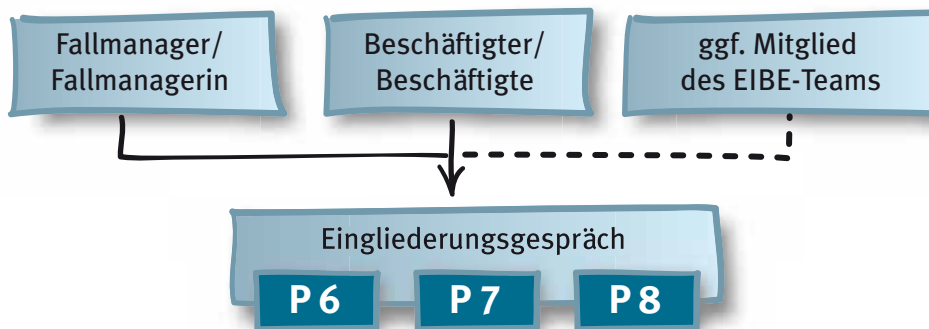 Fallmanager/
Fallmanagerin
Beschäftigter/
Beschäftigte
ggf. Mitglied
des EIBE-Teams
Eingliederungsgespräch
P 6
P 7
P 8